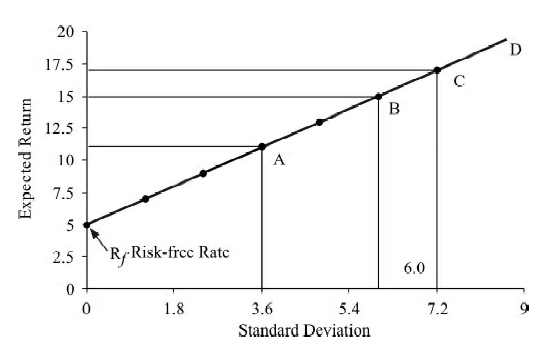 20
D
17.5
C
15
B
12.5
Expected Return
10
A
7.5
5
Rf Risk-free Rate
2.5
6.0
0
0
1.8
3.6
5.4
7.2
9
Standard Deviation